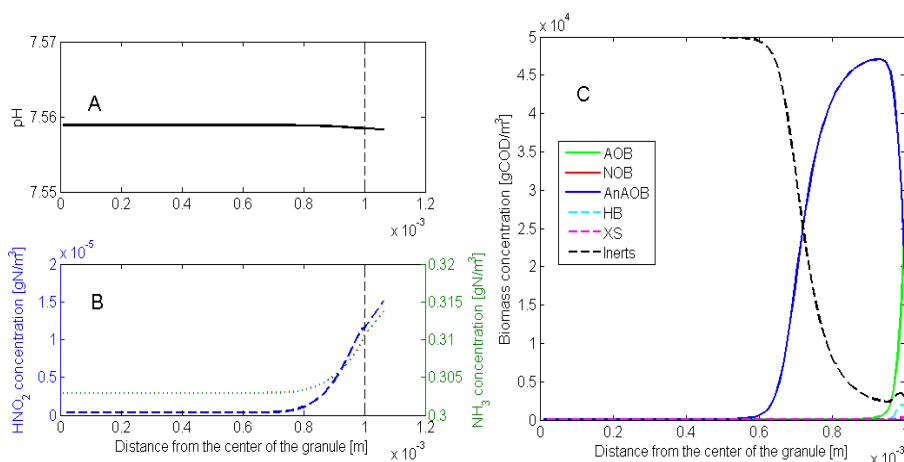 7.57
7.56
7.55
pH
A
0 0.2 0.4 0.6 0.8 1 1.2
x 10⁻³
x 10⁻⁵
2
1.5
1
0.5
0
HNO₂ concentration [gN/m³]
B
0.32
0.315
0.31
0.305
0.3
NH₃ concentration [gN/m³]
0 0.2 0.4 0.6 0.8 1 1.2
Distance from the center of the granule [m]
x 10⁻³
x 10⁴
5
4.5
4
3.5
3
2.5
2
1.5
1
0.5
0
Biomass concentration [gCOD/m³]
C
AOB
NOB
AnAOB
HB
XS
Inerts
0 0.2 0.4 0.6 0.8
Distance from the center of the granule [m]
x 10⁻³